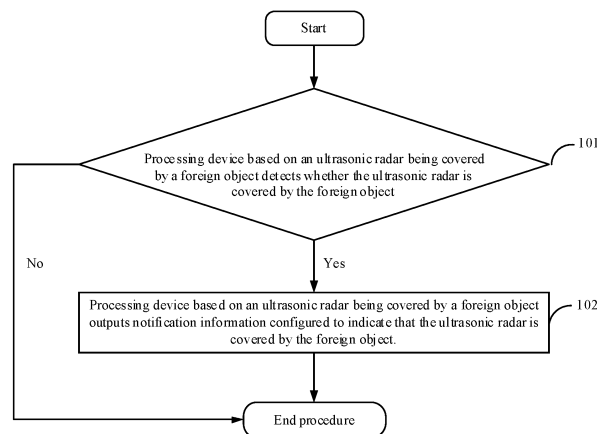 Start
Processing device based on an ultrasonic radar being covered
by a foreign object detects whether the ultrasonic radar is
covered by the foreign object
101
No
Yes
Processing device based on an ultrasonic radar being covered by a foreign object
outputs notification information configured to indicate that the ultrasonic radar is
covered by the foreign object.
102
End procedure